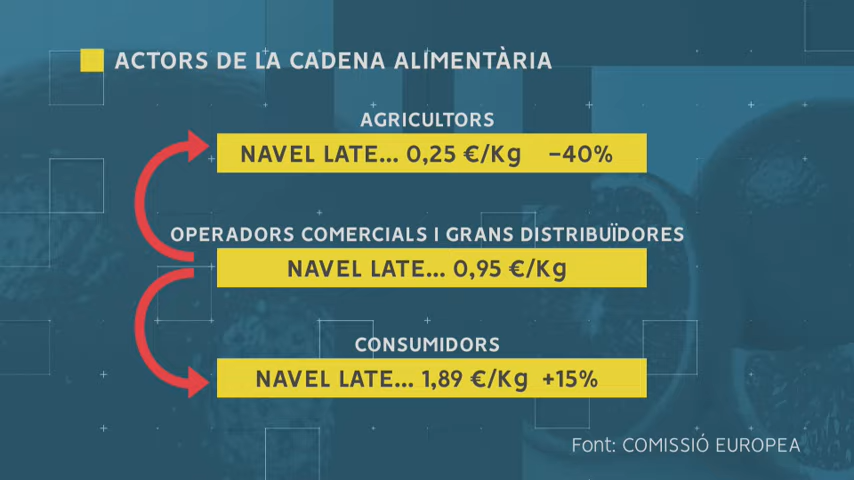 ACTORS DE LA CADENA ALIMENTÀRIA
AGRICULTORS
NAVEL LATE... 0,25 €/Kg -40%
OPERADORS COMERCIALS I GRANS DISTRIBUÏDORES
NAVEL LATE... 0,95 €/Kg
CONSUMIDORS
NAVEL LATE... 1,89 €/Kg +15%
Font: COMISSIÓ EUROPEA